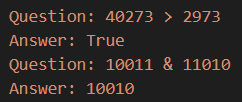 Question: 40273 > 2973
Answer: True
Question: 10011 & 11010
Answer: 10010